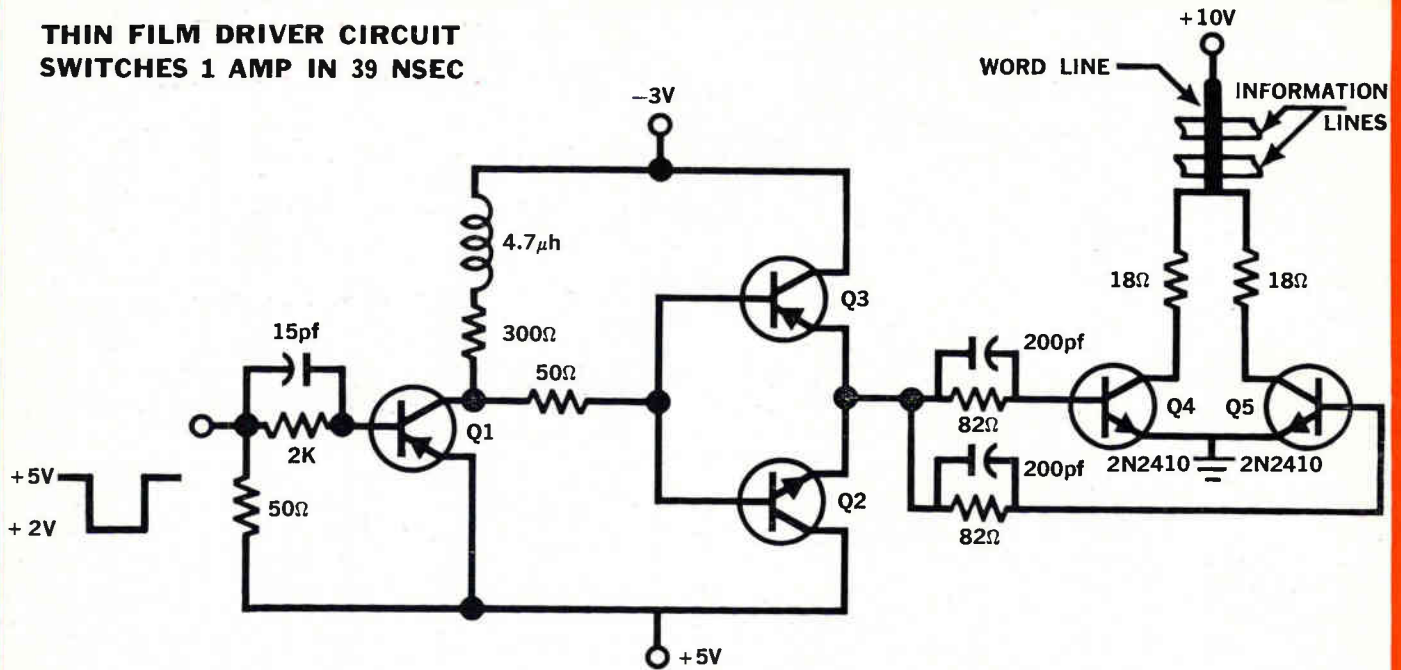 THIN FILM DRIVER CIRCUIT
SWITCHES 1 AMP IN 39 NSEC
+10V
WORD LINE
INFORMATION
LINES
−3V
4.7μh
18Ω
18Ω
Q3
15pf
300Ω
50Ω
200pf
Q1
Q4
Q5
2K
82Ω
2N2410
2N2410
+5V
50Ω
200pf
Q2
+ 2V
82Ω
+5V